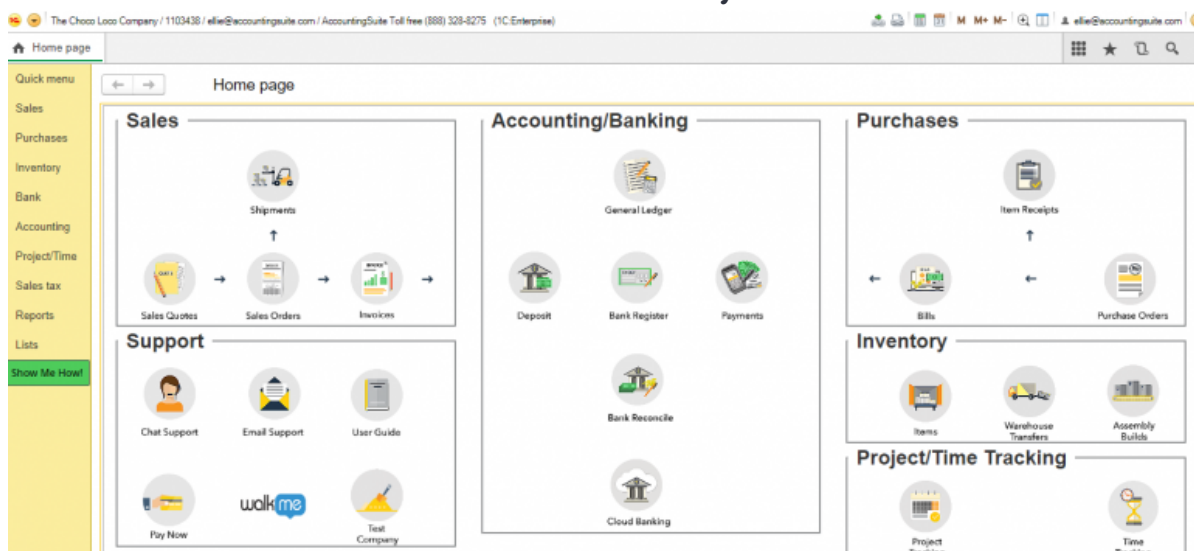 The Choco Loco Company / 1103438 / ellie@accountingsuite.com / AccountingSuite Toll free (888) 328-8275 (1C:Enterprise)
M M+ M-
ellie@accountingsuite.com
Home page
Quick menu
Sales
Purchases
Inventory
Bank
Accounting
Project/Time
Sales tax
Reports
Lists
Show Me How!
Home page
Sales
Shipments
Sales Quotes
Sales Orders
Invoices
Support
Chat Support
Email Support
User Guide
Pay Now
walkme
Test
Company
Accounting/Banking
General Ledger
Deposit
Bank Register
Payments
Bank Reconcile
Cloud Banking
Purchases
Item Receipts
Bills
Purchase Orders
Inventory
Items
Warehouse
Transfers
Assembly
Builds
Project/Time Tracking
Project
Time